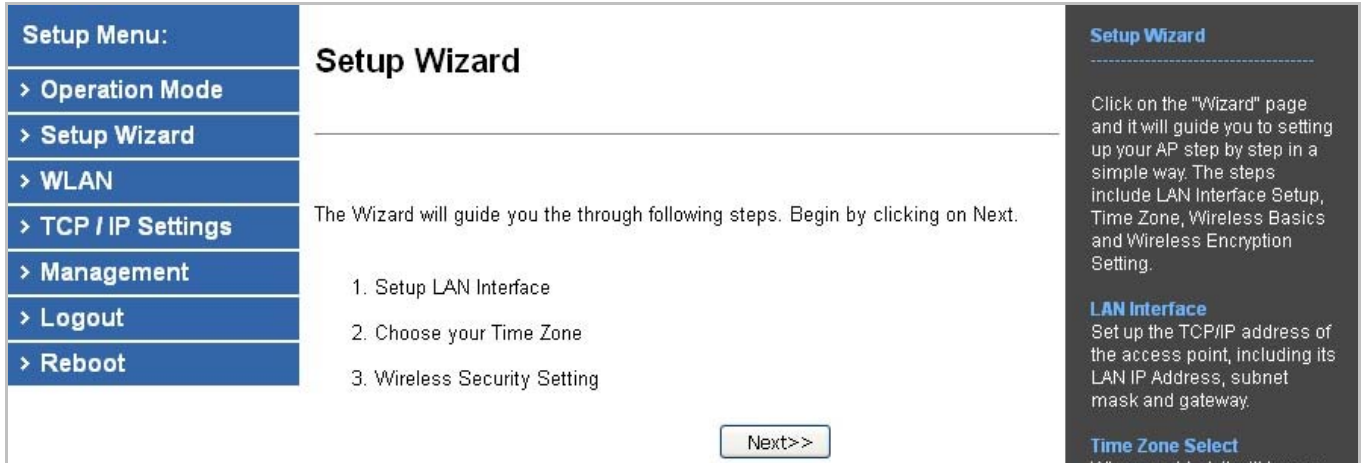 Setup Menu:
> Operation Mode
> Setup Wizard
> WLAN
> TCP / IP Settings
> Management
> Logout
> Reboot
Setup Wizard
The Wizard will guide you the through following steps. Begin by clicking on Next.
1. Setup LAN Interface
2. Choose your Time Zone
3. Wireless Security Setting
Next>>
Setup Wizard
-------------------------------------
Click on the "Wizard" page
and it will guide you to setting
up your AP step by step in a
simple way. The steps
include LAN Interface Setup,
Time Zone, Wireless Basics
and Wireless Encryption
Setting.
LAN Interface
Set up the TCP/IP address of
the access point, including its
LAN IP Address, subnet
mask and gateway.
Time Zone Select